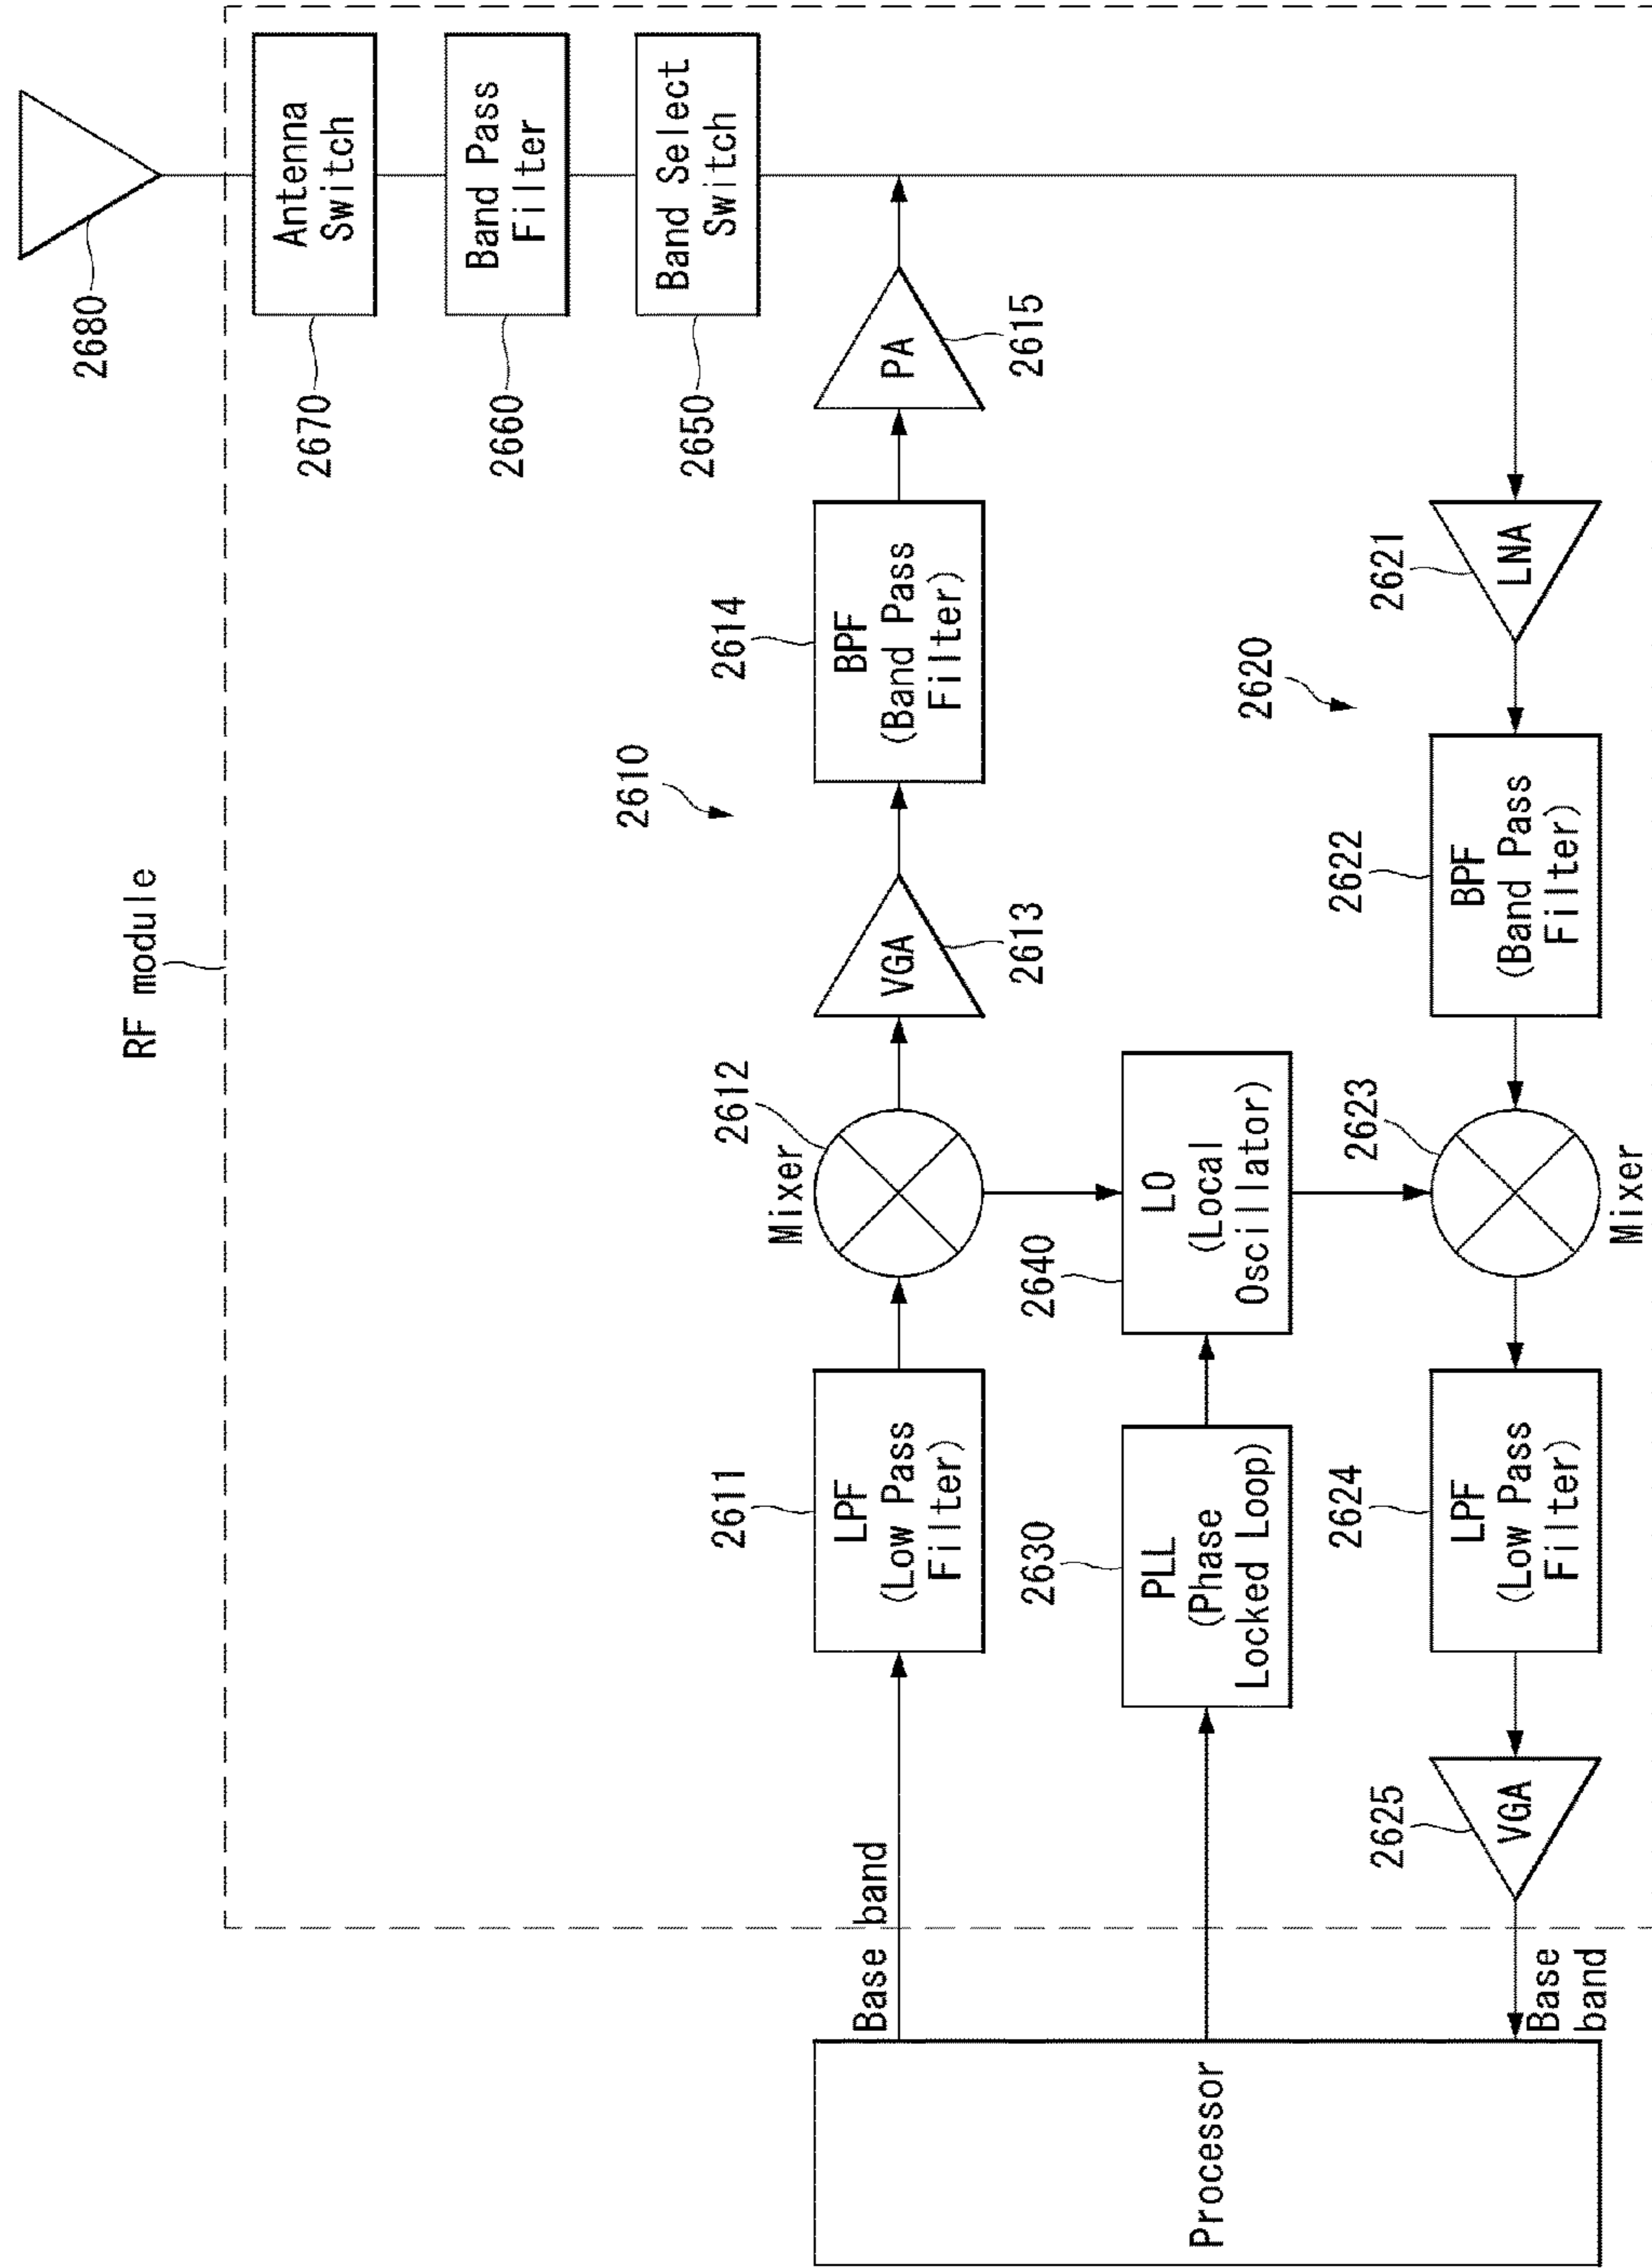 RF module
2680
Antenna
Switch
2670
Band Pass
Filter
2660
Band Select
Switch
2650
2610
Base band
LPF
(Low Pass
Filter)
2611
Mixer
2612
VGA
2613
BPF
(Band Pass
Filter)
2614
PA
2615
Processor
PLL
(Phase
Locked Loop)
2630
LO
(Local
Oscillator)
2640
2620
LNA
2621
BPF
(Band Pass
Filter)
2622
2623
Mixer
LPF
(Low Pass
Filter)
2624
VGA
2625
Base
band